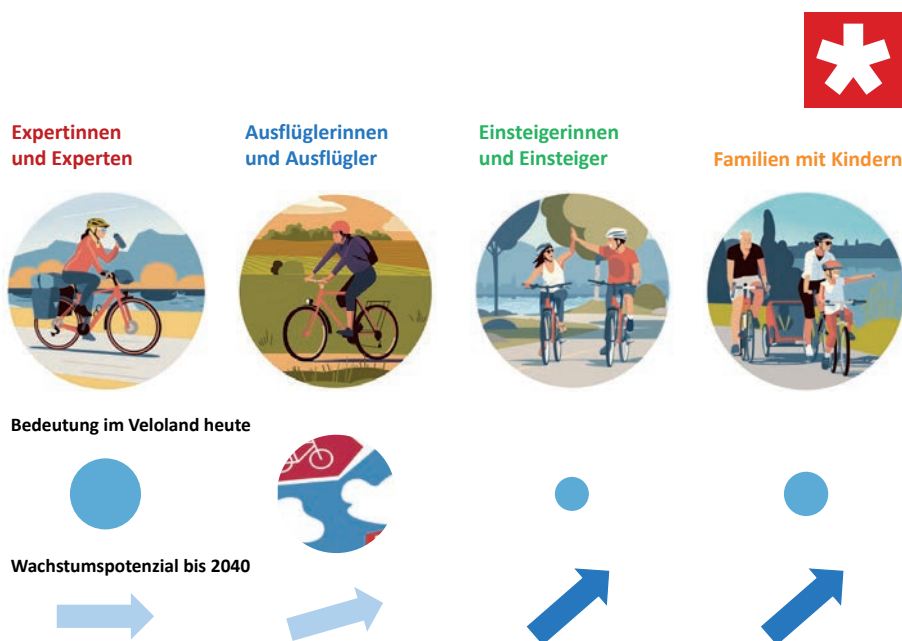 Expertinnen
und Experten
Ausflüglerinnen
und Ausflügler
Einsteigerinnen
und Einsteiger
Familien mit Kindern
Bedeutung im Veloland heute
Wachstumspotenzial bis 2040